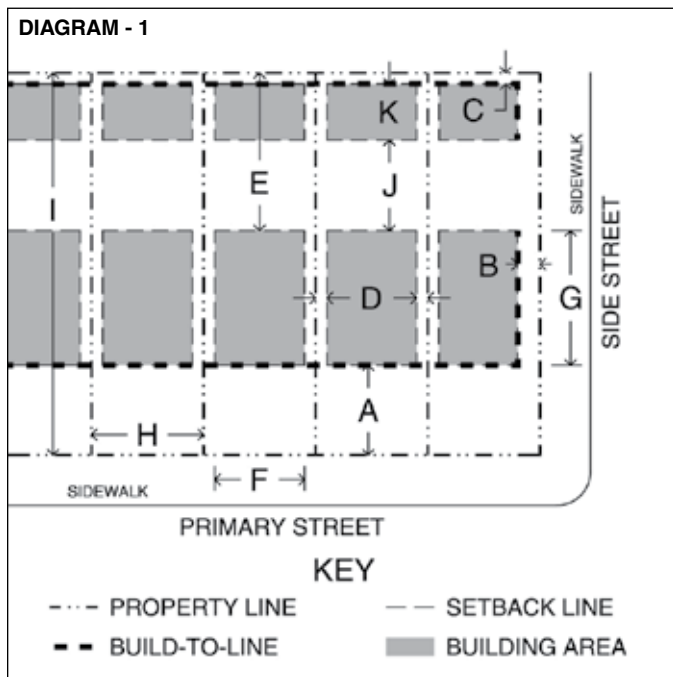 DIAGRAM - 1
K
C
E
J
I
SIDEWALK
B
D
G
SIDE STREET
A
H
F
SIDEWALK
PRIMARY STREET
KEY
PROPERTY LINE
SETBACK LINE
BUILD-TO-LINE
BUILDING AREA